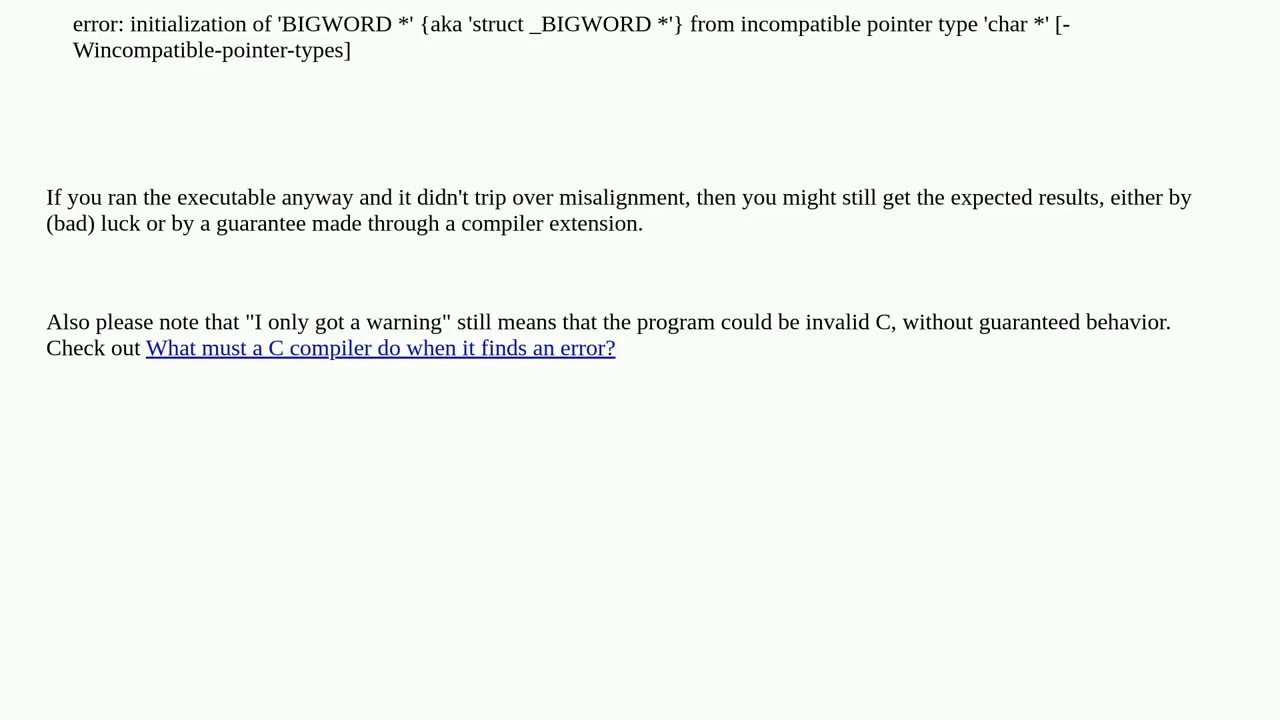 error: initialization of 'BIGWORD *' {aka 'struct _BIGWORD *'} from incompatible pointer type 'char *' [-
Wincompatible-pointer-types]
If you ran the executable anyway and it didn't trip over misalignment, then you might still get the expected results, either by
(bad) luck or by a guarantee made through a compiler extension.
Also please note that "I only got a warning" still means that the program could be invalid C, without guaranteed behavior.
Check out What must a C compiler do when it finds an error?